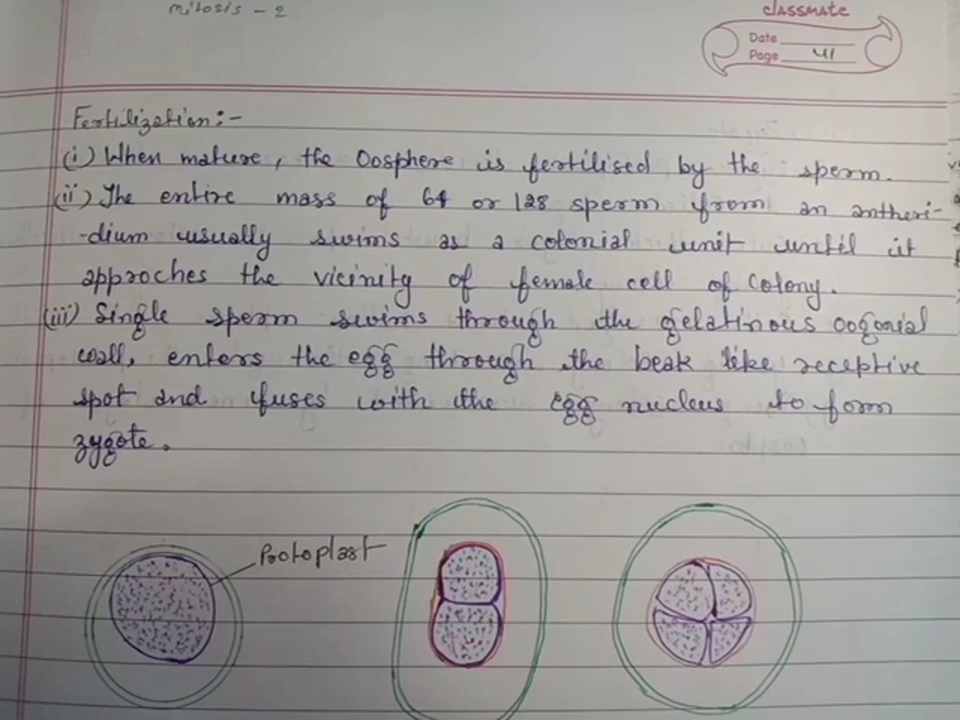 mitosis - 2
classmate
Date
Page 41
Fertilization:-
(i) When mature, the Oosphere is fertilised by the sperm.
(ii) The entire mass of 64 or 128 sperm from an antheri-
-dium usually swims as a colonial unit until it
approches the vicinity of female cell of colony.
(iii) Single sperm swims through the gelatinous oogonial
wall, enters the egg through the beak like receptive
spot and fuses with the egg nucleus to form
zygote.
Protoplast